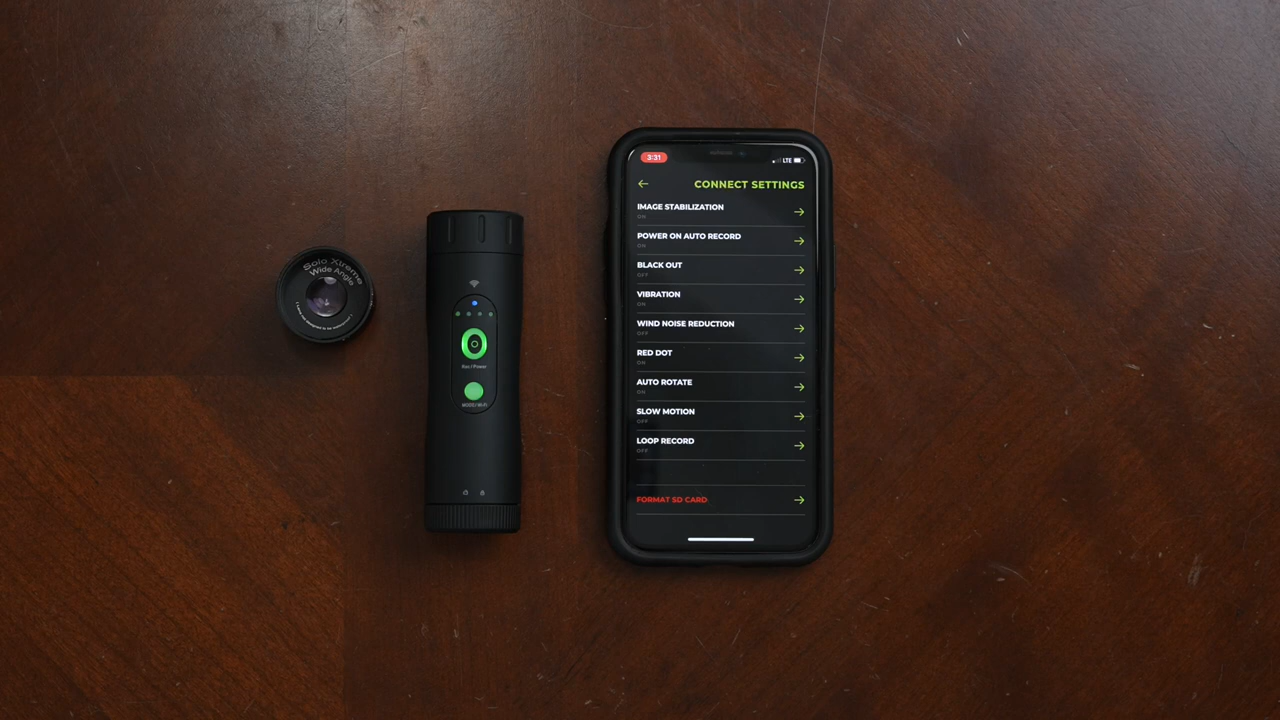 Solo Xtreme
Wide Angle
Rec / Power
MODE / Wi-Fi
3:31
LTE
CONNECT SETTINGS
IMAGE STABILIZATION
ON
POWER ON AUTO RECORD
ON
BLACK OUT
OFF
VIBRATION
ON
WIND NOISE REDUCTION
OFF
RED DOT
ON
AUTO ROTATE
ON
SLOW MOTION
OFF
LOOP RECORD
OFF
FORMAT SD CARD